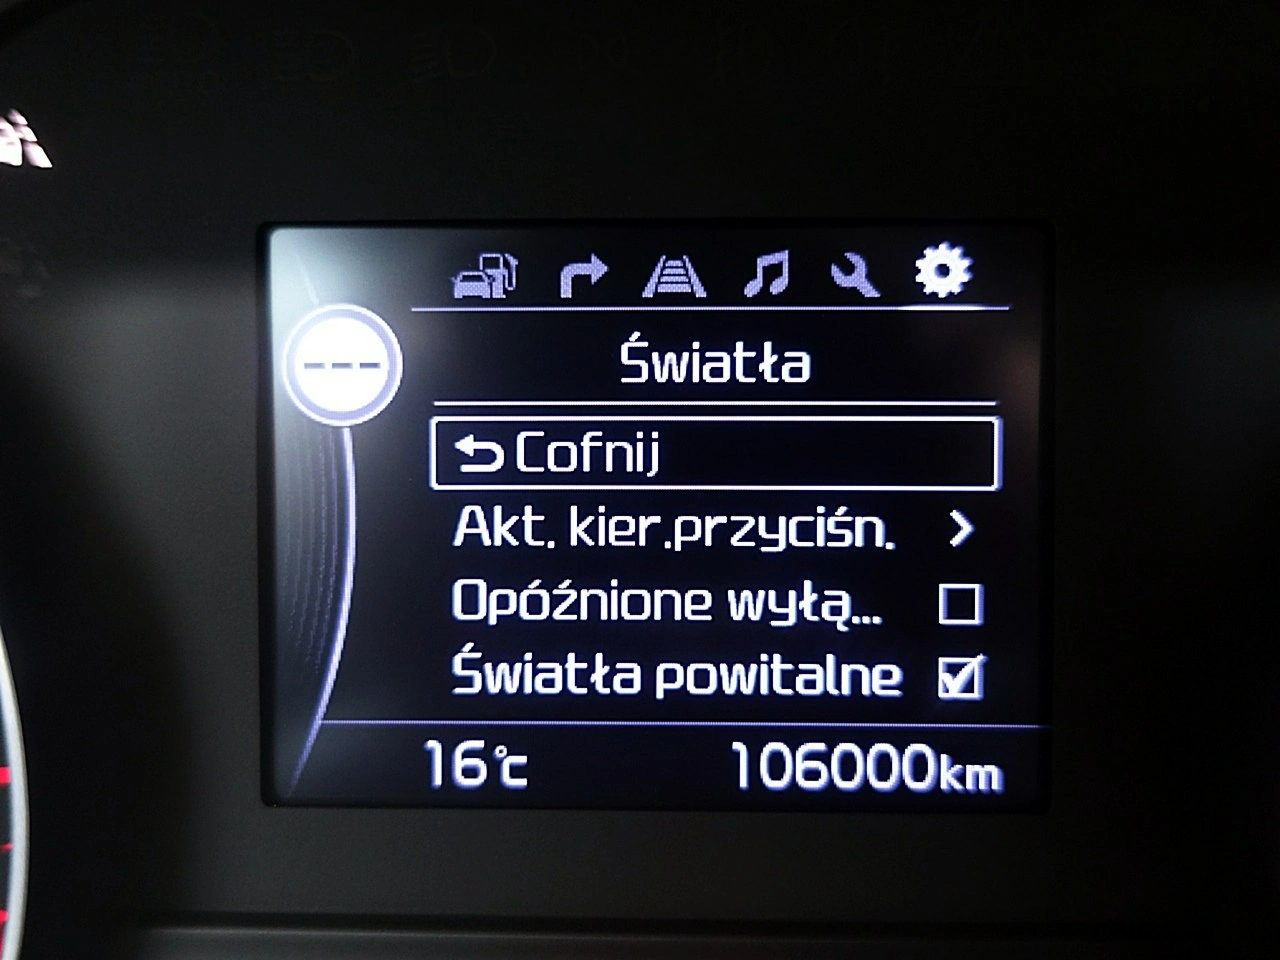 ---
Światła
Cofnij
Akt. kier.przyciśn.
Opóźnione wyłą...
Światła powitalne
16°C 106000km